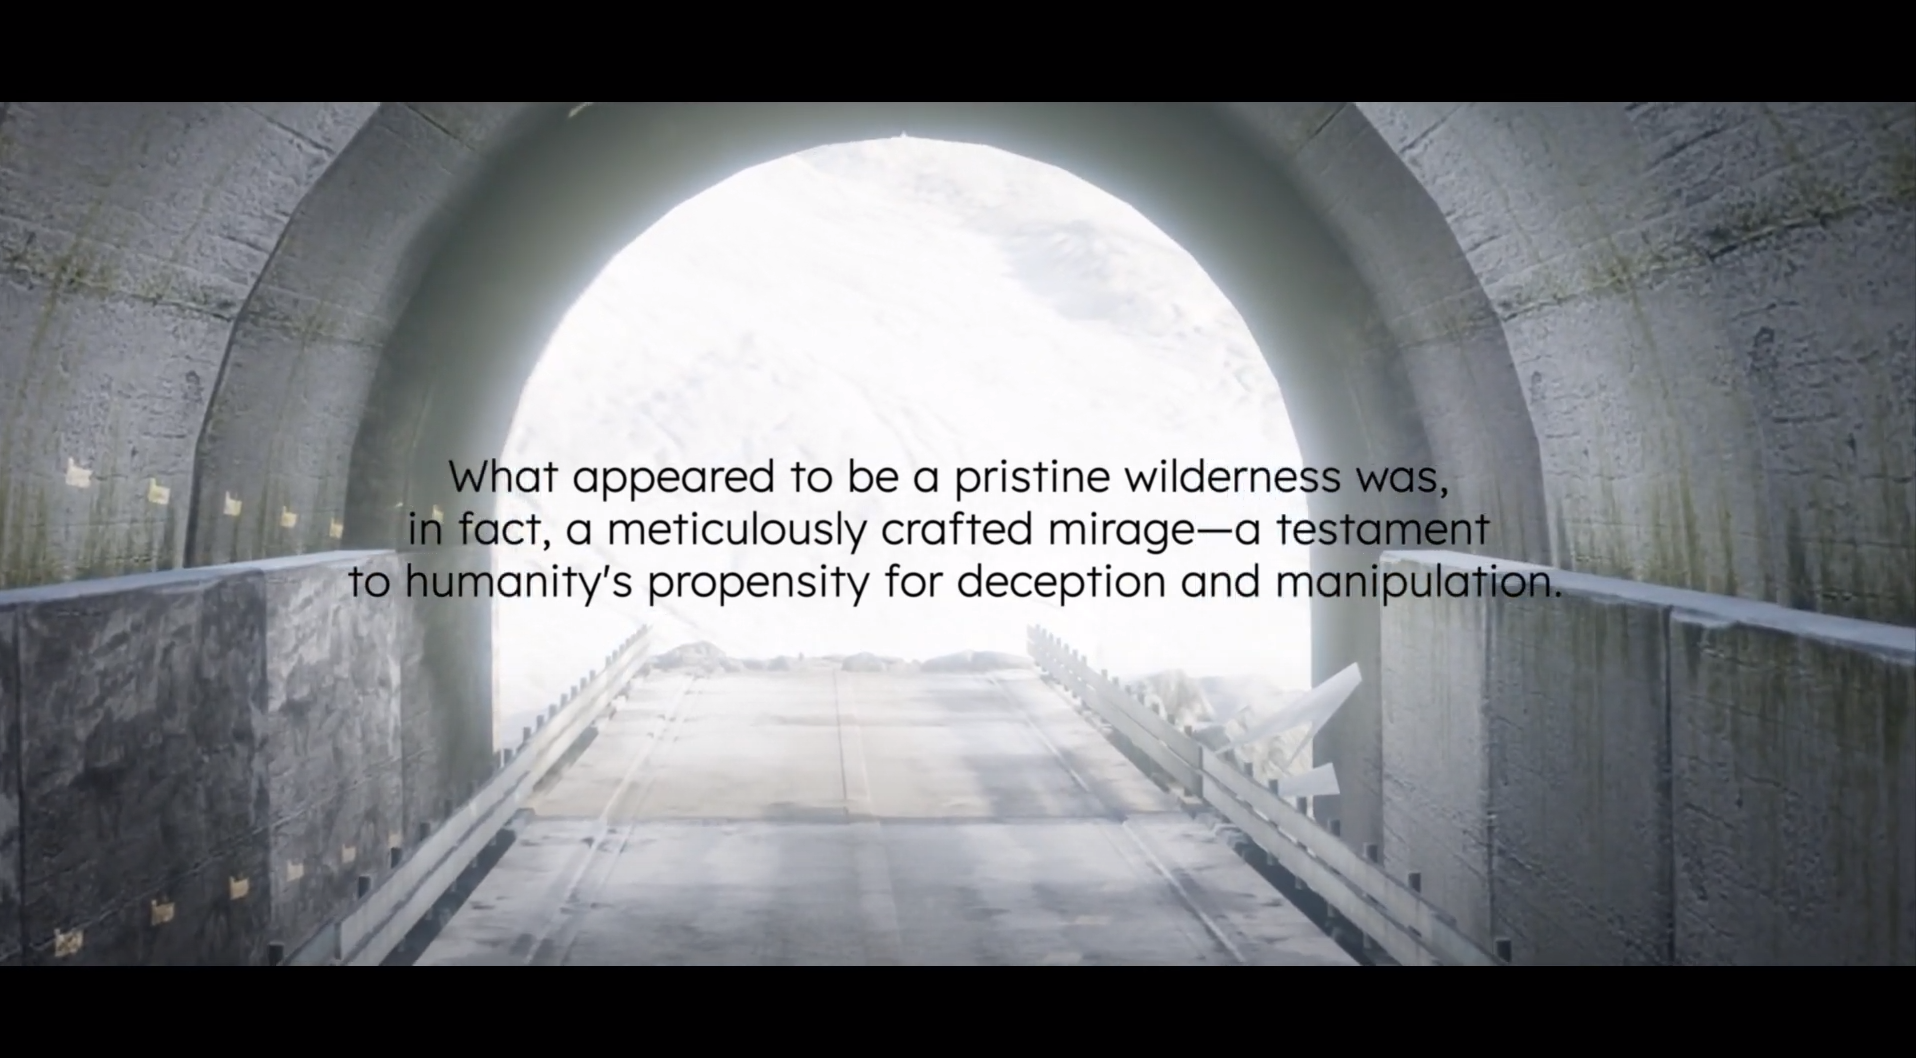 What appeared to be a pristine wilderness was,
in fact, a meticulously crafted mirage—a testament
to humanity's propensity for deception and manipulation.